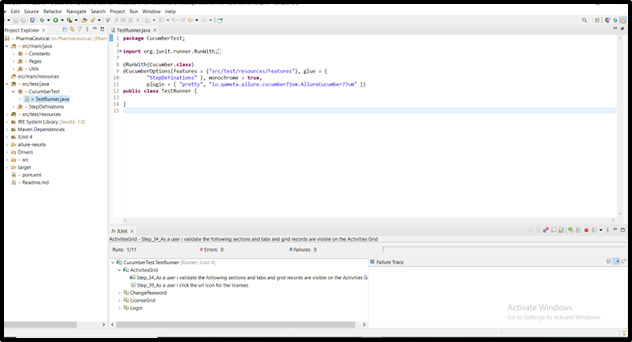 Edit Source Refactor Navigate Search Project Run Window Help
Project Explorer
Pharmaceutical (in Pharmaceutical)
src/main/java
Constants
Pages
Utils
src/main/resources
src/test/java
CucumberTest
TestRunner.java
StepDefinations
src/test/resources
JRE System Library [JavaSE-1.8]
Maven Dependencies
JUnit 4
allure-results
Drivers
src
target
pom.xml
Readme.md
TestRunner.java
1 package CucumberTest;
2
3 import org.junit.runner.RunWith;
8
9 @RunWith(Cucumber.class)
10 @CucumberOptions(features = {"src/test/resources/features"}, glue = {
11 "StepDefinations" }, monochrome = true,
12 plugin = { "pretty", "io.qameta.allure.cucumber7jvm.AllureCucumber7Jvm" })
public class TestRunner {
14
}
15
JUnit
ActivitesGrid - Step_34_As a user i validate the following sections and tabs and grid records are visible on the Activities Grid
Runs: 1/11 Errors: 0 Failures: 0
CucumberTest.TestRunner [Runner: JUnit 4]
ActivitesGrid
Step_34_As a user i validate the following sections and tabs and grid records are visible on the Activities G
Step_39_As a user i click the url icon for the licenses
ChangePassword
LicenseGrid
Login
Failure Trace
Activate Windows
Go to Settings to activate Windows.